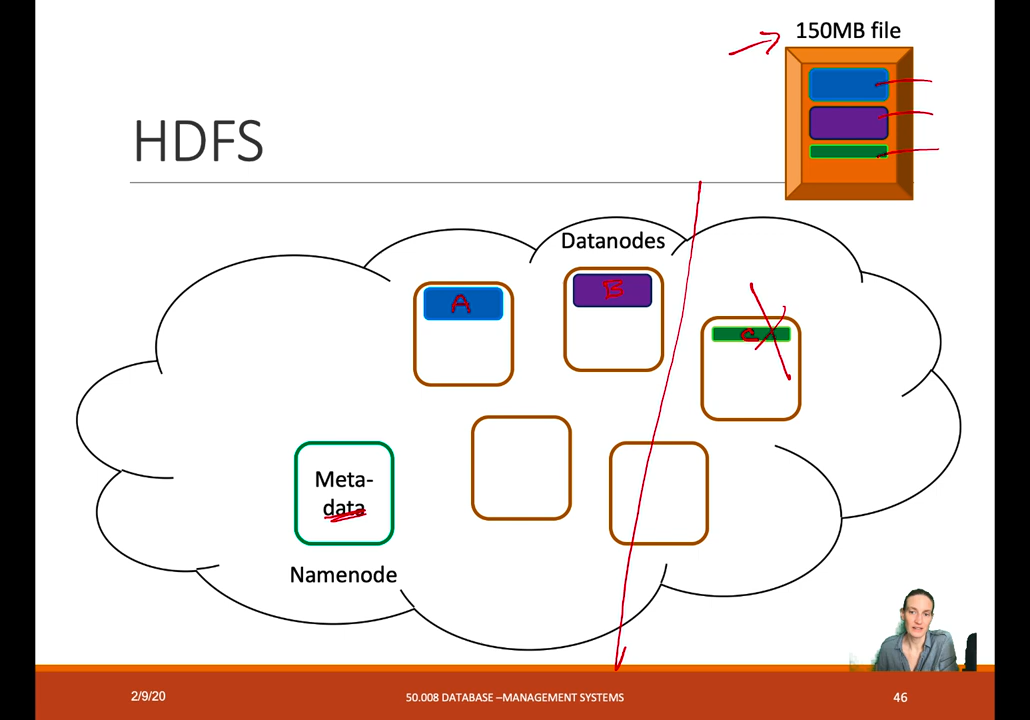 150MB file
HDFS
Datanodes
A
B
C
Meta-
data
Namenode
2/9/20
50.008 DATABASE –MANAGEMENT SYSTEMS
46